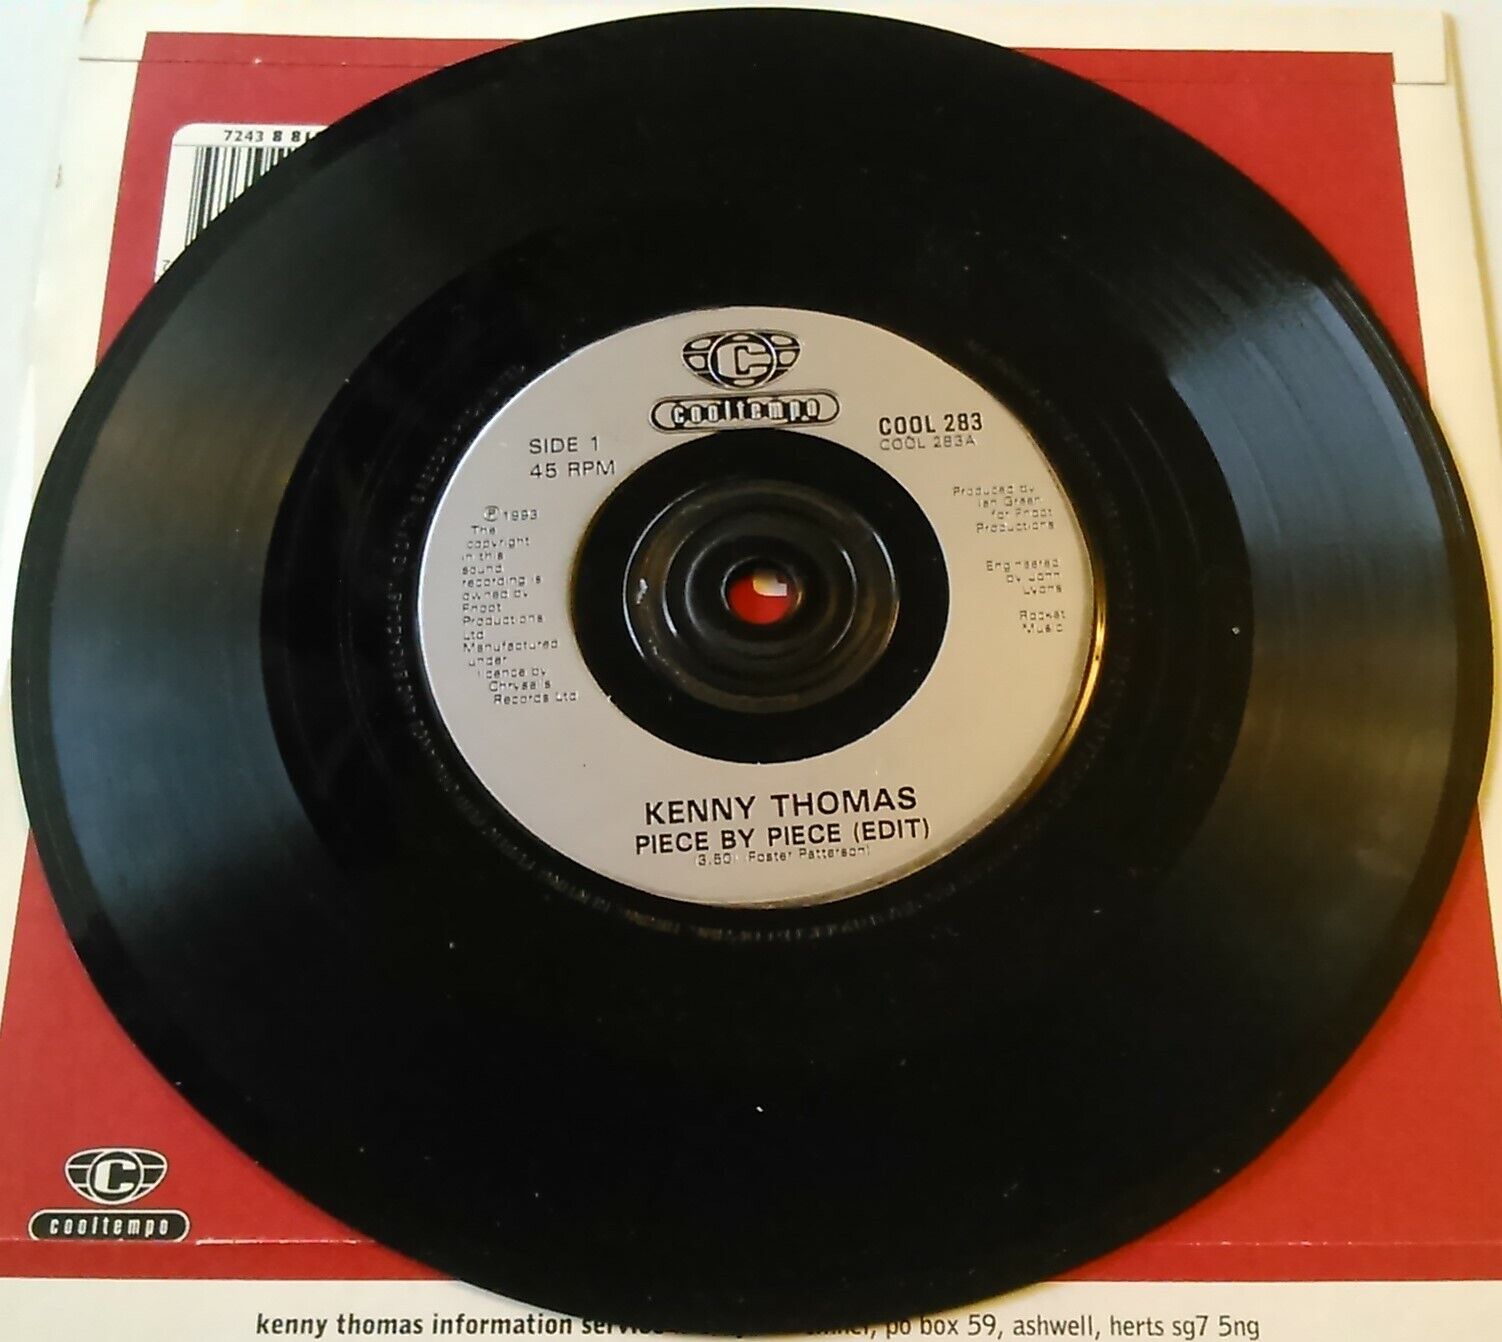 7243 8 8
C
cooltempo
SIDE 1
45 RPM
COOL 283
COOL 283A
℗ 1993
The
copyright
in this
sound
recording is
owned by
Fnoot
Productions
Ltd
Manufactured
under
licence by
Chrysalis
Records Ltd
Produced by
Ian Green
for Fnoot
Productions
Engineered
by John
Lyons
Rocket
Music
KENNY THOMAS
PIECE BY PIECE (EDIT)
(3.50) (Foster Patterson)
C
cooltempo
kenny thomas information po box 59, ashwell, herts sg7 5ng